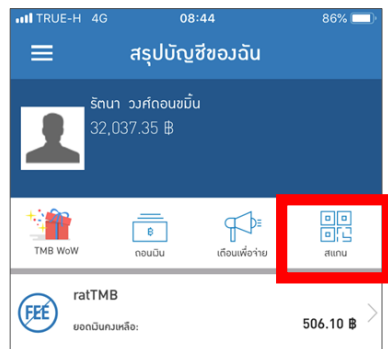 TRUE-H 4G 08:44 86%
สรุปบัญชีของฉัน
รัตนา วงศ์ดอนขมิ้น
32,037.35 ฿
TMB WoW ถอนเงิน เตือนเพื่อจ่าย สแกน
FEE
ratTMB
ยอดเงินคงเหลือ: 506.10 ฿